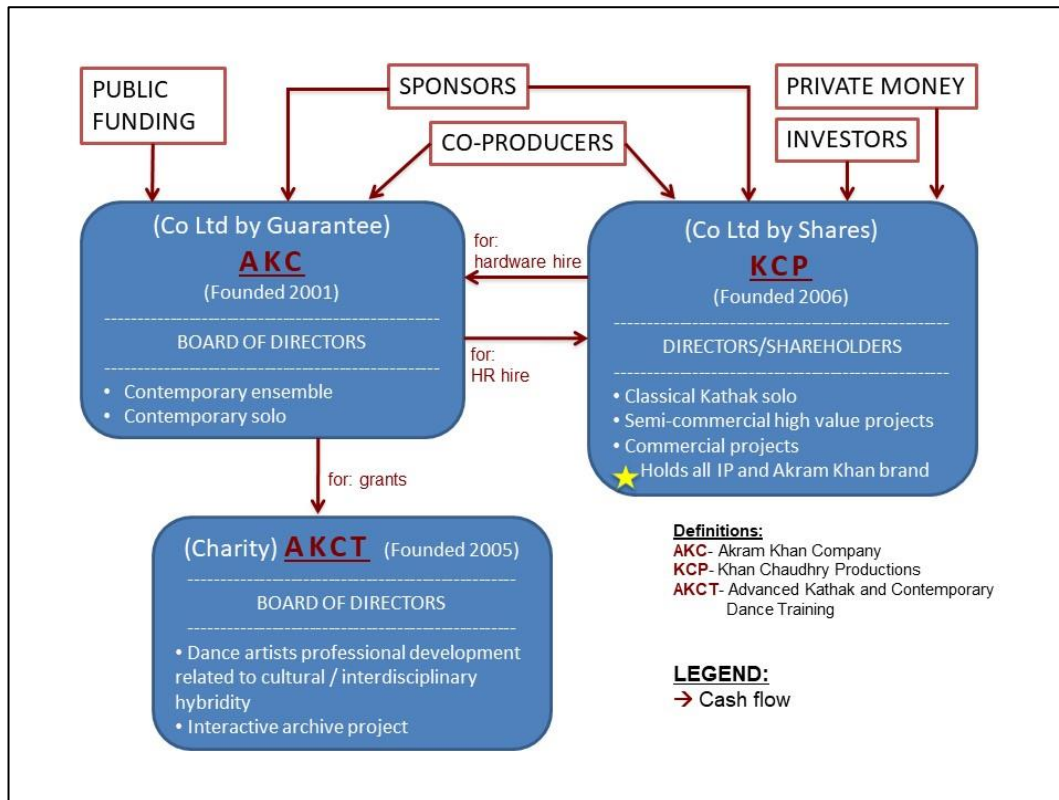 PUBLIC
FUNDING
SPONSORS
PRIVATE MONEY
CO-PRODUCERS
INVESTORS
(Co Ltd by Guarantee)
AKC
(Founded 2001)
----------------------------------------------------
BOARD OF DIRECTORS
----------------------------------------------------
• Contemporary ensemble
• Contemporary solo
for:
hardware hire
for:
HR hire
(Co Ltd by Shares)
KCP
(Founded 2006)
----------------------------------------------------
DIRECTORS/SHAREHOLDERS
----------------------------------------------------
• Classical Kathak solo
• Semi-commercial high value projects
• Commercial projects
Holds all IP and Akram Khan brand
for: grants
(Charity) AKCT (Founded 2005)
----------------------------------------------------
BOARD OF DIRECTORS
----------------------------------------------------
• Dance artists professional development
related to cultural / interdisciplinary
hybridity
• Interactive archive project
Definitions:
AKC- Akram Khan Company
KCP- Khan Chaudhry Productions
AKCT- Advanced Kathak and Contemporary
Dance Training
LEGEND:
→ Cash flow